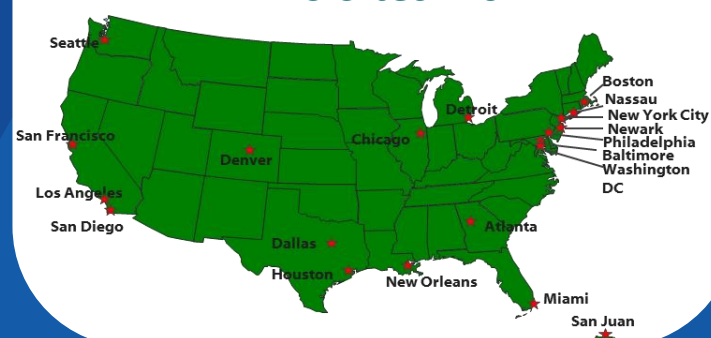 Seattle
Boston
Nassau
Detroit
New York City
Newark
San Francisco
Chicago
Philadelphia
Baltimore
Denver
Washington
DC
Los Angeles
San Diego
Atlanta
Dallas
Houston
New Orleans
Miami
San Juan